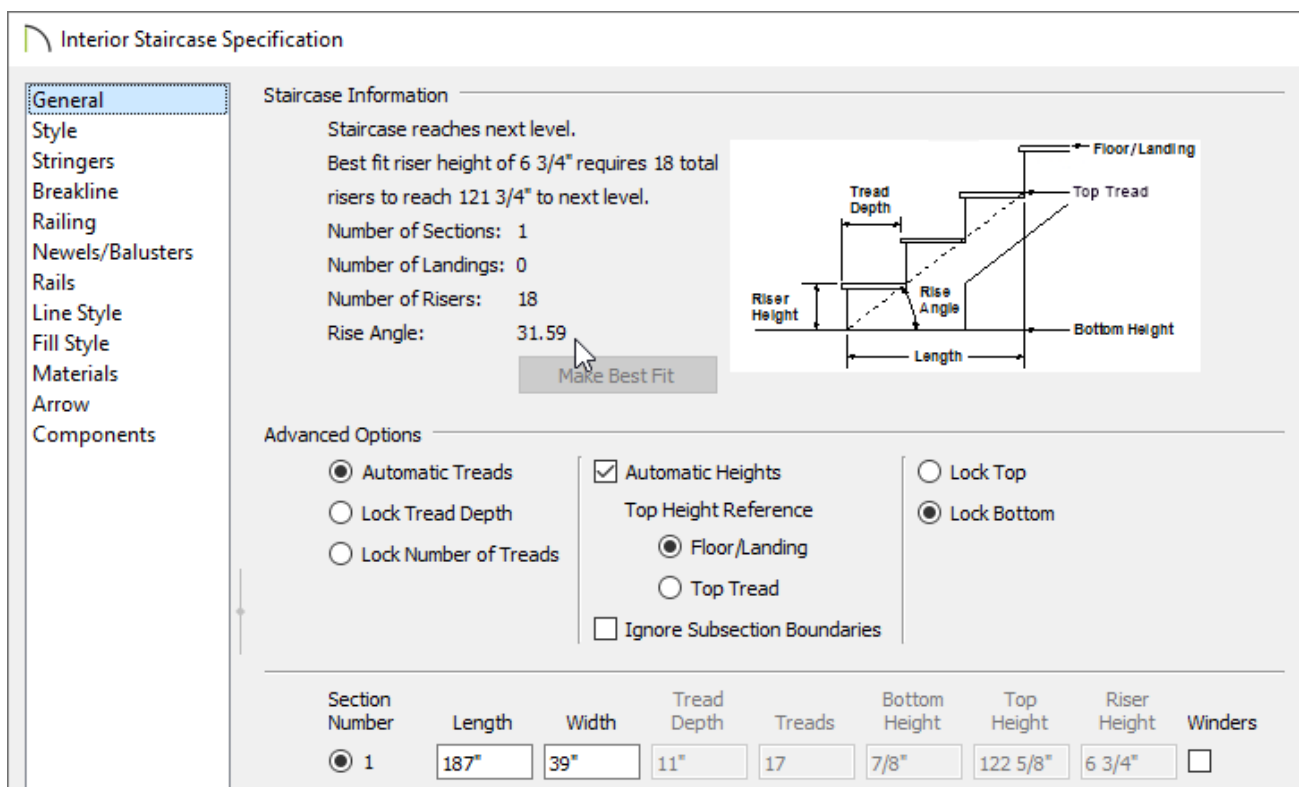 Interior Staircase Specification
General
Style
Stringers
Breakline
Railing
Newels/Balusters
Rails
Line Style
Fill Style
Materials
Arrow
Components
Staircase Information
Staircase reaches next level.
Best fit riser height of 6 3/4" requires 18 total
risers to reach 121 3/4" to next level.
Number of Sections: 1
Number of Landings: 0
Number of Risers: 18
Rise Angle: 31.59
Make Best Fit
Floor/Landing
Tread
Depth
Top Tread
Riser
Height
Rise
Angle
Bottom Height
Length
Advanced Options
Automatic Treads
Lock Tread Depth
Lock Number of Treads
Automatic Heights
Top Height Reference
Floor/Landing
Top Tread
Ignore Subsection Boundaries
Lock Top
Lock Bottom
Section Number Length Width Tread Depth Treads Bottom Height Top Height Riser Height Winders
1 187" 39" 11" 17 7/8" 122 5/8" 6 3/4"